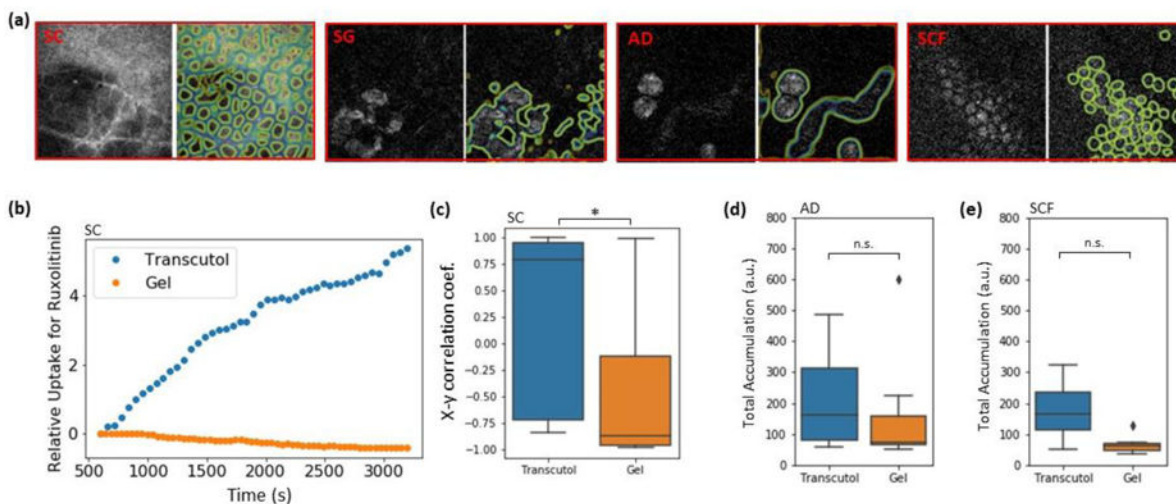 (a)
SC
SG
AD
SCF
(b)
SC
Relative Uptake for Ruxolitinib
4
2
0
Transcutol
Gel
500 1000 1500 2000 2500 3000
Time (s)
(c)
SC
*
X-y correlation coef.
1.00
0.75
0.50
0.25
0.00
−0.25
−0.50
−0.75
−1.00
Transcutol Gel
(d)
AD
n.s.
Total Accumulation (a.u.)
800
700
600
500
400
300
200
100
0
Transcutol Gel
(e)
SCF
n.s.
Total Accumulation (a.u.)
800
700
600
500
400
300
200
100
0
Transcutol Gel